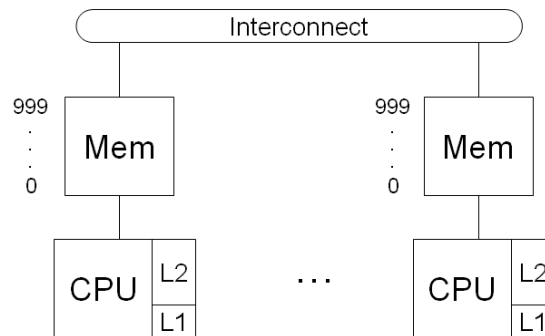 Interconnect
999
.
.
.
0
Mem
999
.
.
.
0
Mem
CPU
L2
L1
...
CPU
L2
L1